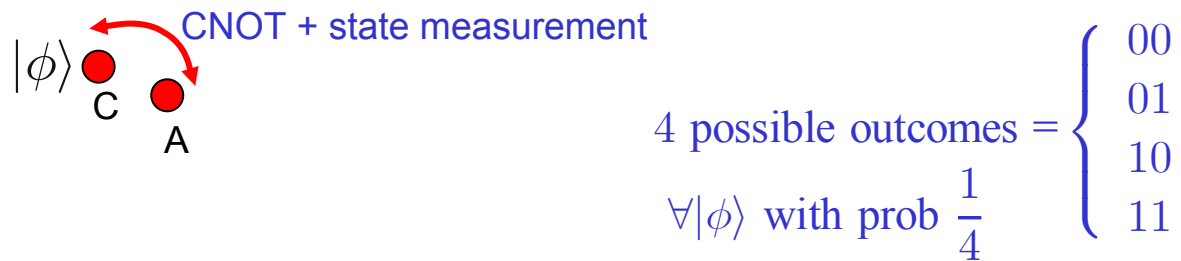 CNOT + state measurement
|ϕ⟩
C
A
4 possible outcomes = { 00
01
10
11
∀|ϕ⟩ with prob 1/4